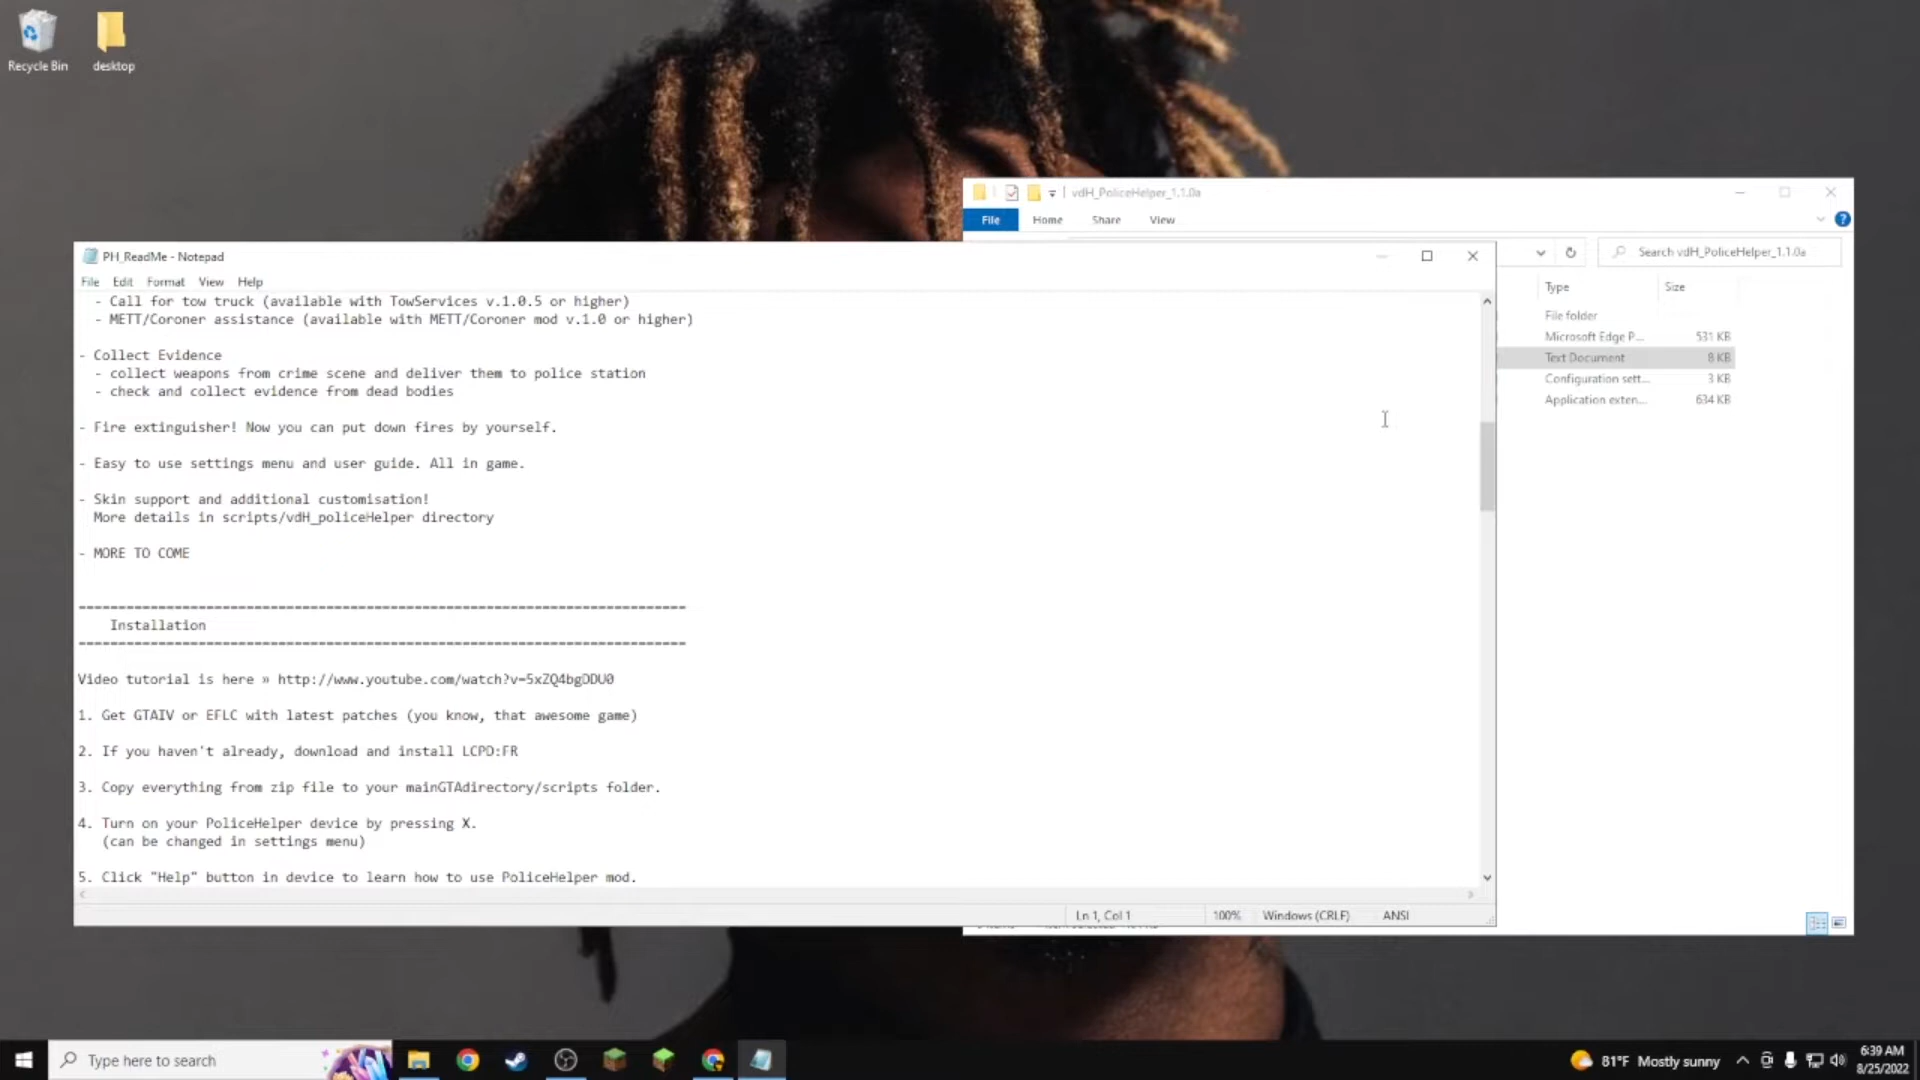 Recycle Bin
desktop
vdH_PoliceHelper_1.1.0a
File Home Share View
Search vdH_PoliceHelper_1.1.0a
Type Size
File folder
Microsoft Edge P... 531 KB
Text Document 8 KB
Configuration sett... 3 KB
Application exten... 634 KB
PH_ReadMe - Notepad
File Edit Format View Help
- Call for tow truck (available with TowServices v.1.0.5 or higher)
- METT/Coroner assistance (available with METT/Coroner mod v.1.0 or higher)
- Collect Evidence
- collect weapons from crime scene and deliver them to police station
- check and collect evidence from dead bodies
- Fire extinguisher! Now you can put down fires by yourself.
- Easy to use settings menu and user guide. All in game.
- Skin support and additional customisation!
More details in scripts/vdH_policeHelper directory
- MORE TO COME
----------------------------------------------------------------------------
Installation
----------------------------------------------------------------------------
Video tutorial is here » http://www.youtube.com/watch?v=5xZQ4bgDDU0
1. Get GTAIV or EFLC with latest patches (you know, that awesome game)
2. If you haven't already, download and install LCPD:FR
3. Copy everything from zip file to your mainGTAdirectory/scripts folder.
4. Turn on your PoliceHelper device by pressing X.
(can be changed in settings menu)
5. Click "Help" button in device to learn how to use PoliceHelper mod.
Ln 1, Col 1 100% Windows (CRLF) ANSI
Type here to search
81°F Mostly sunny
6:39 AM
8/25/2022